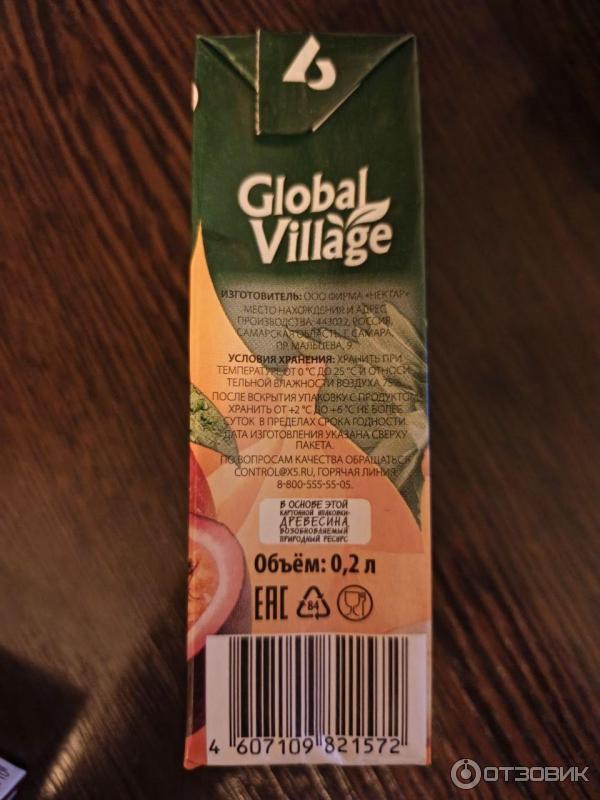 Global
Village
ИЗГОТОВИТЕЛЬ: ООО ФИРМА «НЕКТАР»
МЕСТО НАХОЖДЕНИЯ И АДРЕС
ПРОИЗВОДСТВА: 443022, РОССИЯ,
САМАРСКАЯ ОБЛАСТЬ, Г. САМАРА,
ПР. МАЛЬЦЕВА, 9
УСЛОВИЯ ХРАНЕНИЯ: ХРАНИТЬ ПРИ
ТЕМПЕРАТУРЕ ОТ 0 °С ДО 25 °С И ОТНОСИ
ТЕЛЬНОЙ ВЛАЖНОСТИ ВОЗДУХА 75%.
ПОСЛЕ ВСКРЫТИЯ УПАКОВКУ С ПРОДУКТОМ
ХРАНИТЬ ОТ +2 °С ДО +6 °С НЕ БОЛЕЕ
СУТОК В ПРЕДЕЛАХ СРОКА ГОДНОСТИ.
ДАТА ИЗГОТОВЛЕНИЯ УКАЗАНА СВЕРХУ
ПАКЕТА.
ПО ВОПРОСАМ КАЧЕСТВА ОБРАЩАТЬСЯ
CONTROL@X5.RU, ГОРЯЧАЯ ЛИНИЯ
8-800-555-55-05.
В ОСНОВЕ ЭТОЙ
КАРТОННОЙ УПАКОВКИ-
ДРЕВЕСИНА
ВОЗОБНОВЛЯЕМЫЙ
ПРИРОДНЫЙ РЕСУРС
Объём: 0,2 л
EAC 84
4 607109 821572
ОТЗОВИК